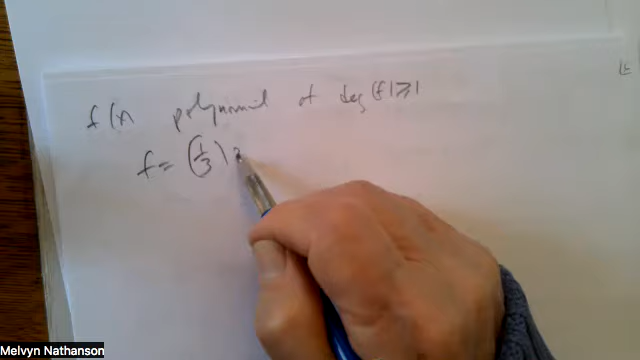 f(x polynomial of deg(f)≥1
f = (1/3)
Melvyn Nathanson